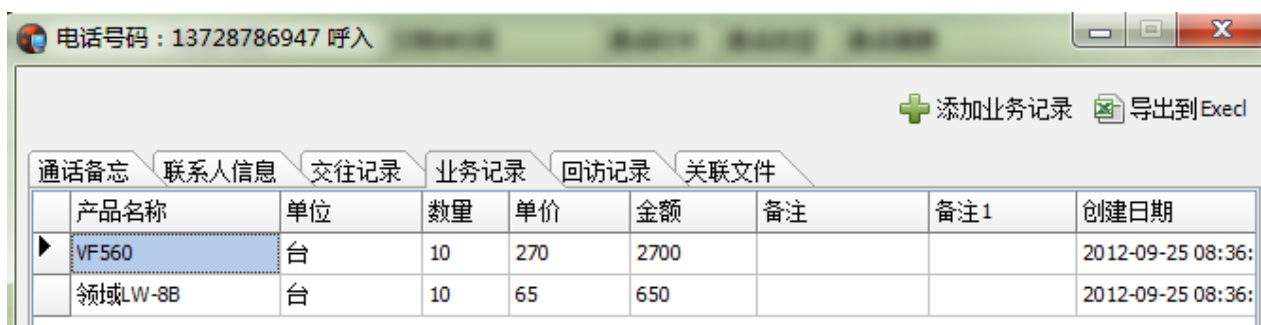 电话号码：13728786947 呼入
添加业务记录 导出到Execl
通话备忘 联系人信息 交往记录 业务记录 回访记录 关联文件
产品名称 单位 数量 单价 金额 备注 备注1 创建日期
VF560 台 10 270 2700 2012-09-25 08:36:
领域LW-8B 台 10 65 650 2012-09-25 08:36: